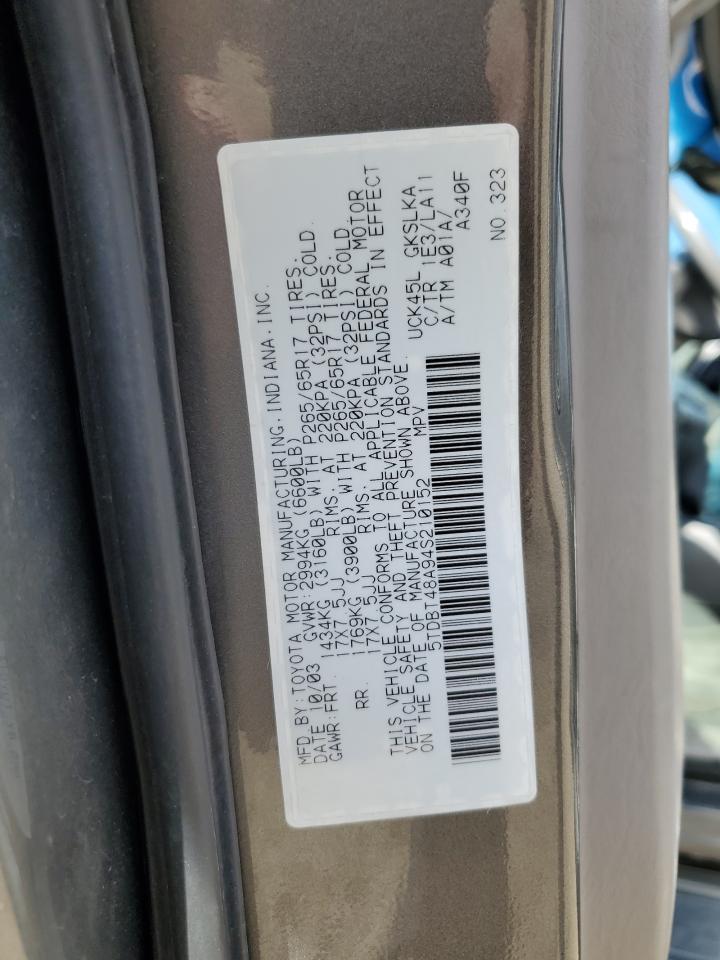 MFD.BY:TOYOTA MOTOR MANUFACTURING.INDIANA.INC.
DATE 10/03 GVWR:2994KG (6600LB)
GAWR:FRT. 1434KG (3160LB) WITH P265/65R17 TIRES.
17X7.5JJ RIMS. AT 220KPA (32PSI) COLD.
RR. 1769KG (3900LB) WITH P265/65R17 TIRES.
17X7.5JJ RIMS. AT 220KPA (32PSI) COLD.
THIS VEHICLE CONFORMS TO ALL APPLICABLE FEDERAL MOTOR
VEHICLE SAFETY AND THEFT PREVENTION STANDARDS IN EFFECT
ON THE DATE OF MANUFACTURE SHOWN ABOVE.
5TDBT48A94S210152 MPV
UCK45L GKSLKA
C/TR 1E3/LA11
A/TM A01A/
A340F
NO. 323